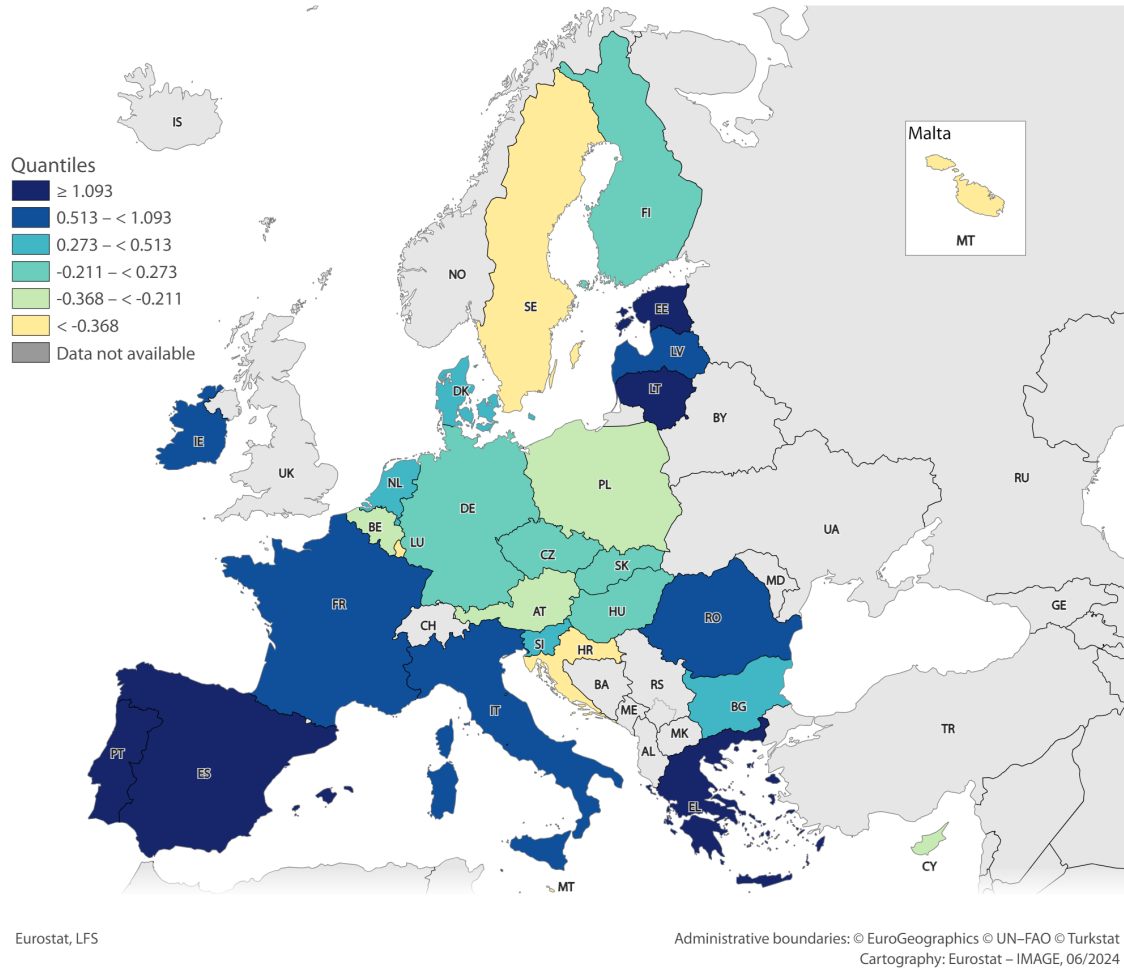 IS
Malta
MT
Quantiles
≥ 1.093
0.513 – < 1.093
0.273 – < 0.513
-0.211 – < 0.273
-0.368 – < -0.211
< -0.368
Data not available
FI
NO
SE
EE
LV
LT
DK
BY
IE
UK
NL
PL
RU
DE
BE
UA
LU
CZ
SK
MD
FR
AT
HU
GE
CH
RO
SI
HR
BA
RS
ME
BG
IT
MK
TR
AL
PT
ES
EL
CY
MT
Eurostat, LFS
Administrative boundaries: © EuroGeographics © UN–FAO © Turkstat
Cartography: Eurostat – IMAGE, 06/2024